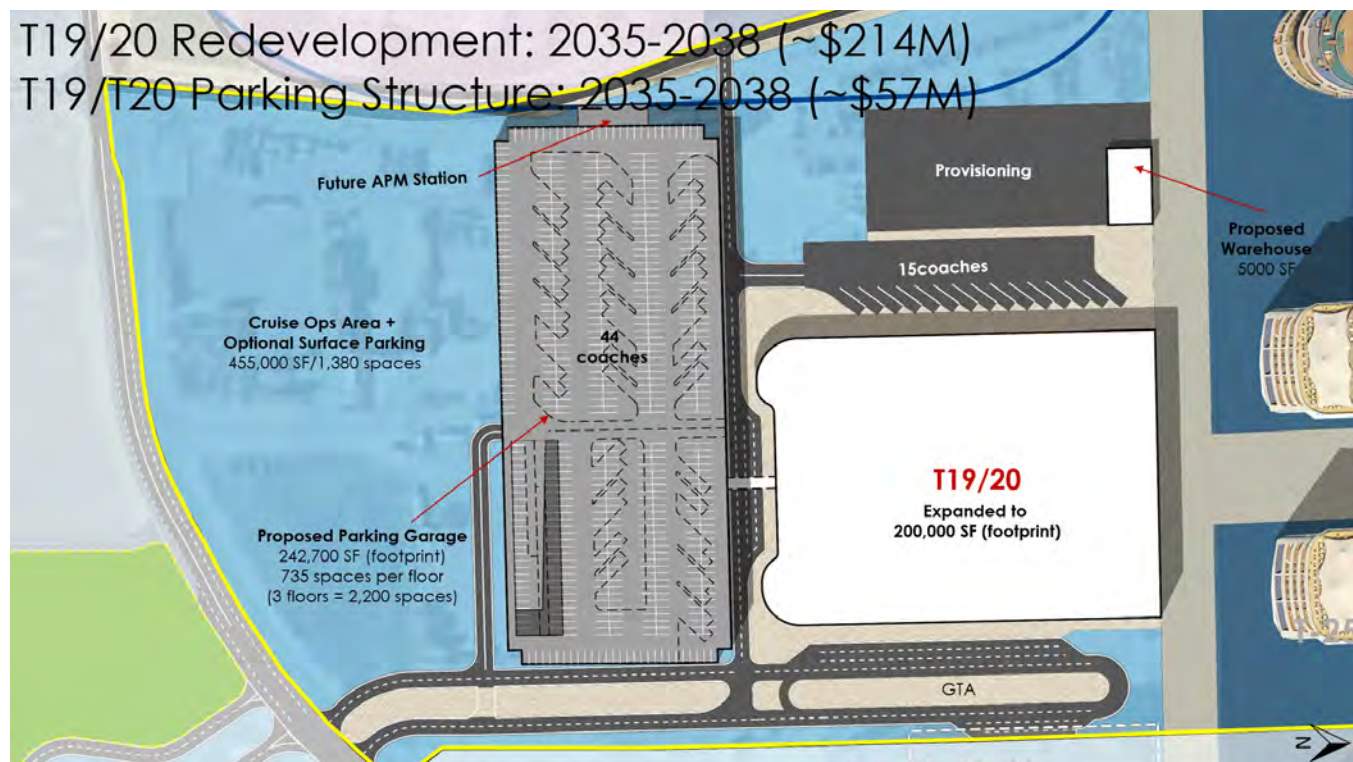 T19/20 Redevelopment: 2035-2038 (~$214M)
T19/T20 Parking Structure: 2035-2038 (~$57M)
Future APM Station
Provisioning
Proposed
Warehouse
5000 SF
15coaches
Cruise Ops Area +
Optional Surface Parking
455,000 SF/1,380 spaces
44
coaches
T19/20
Expanded to
200,000 SF (footprint)
Proposed Parking Garage
242,700 SF (footprint)
735 spaces per floor
(3 floors = 2,200 spaces)
GTA
N